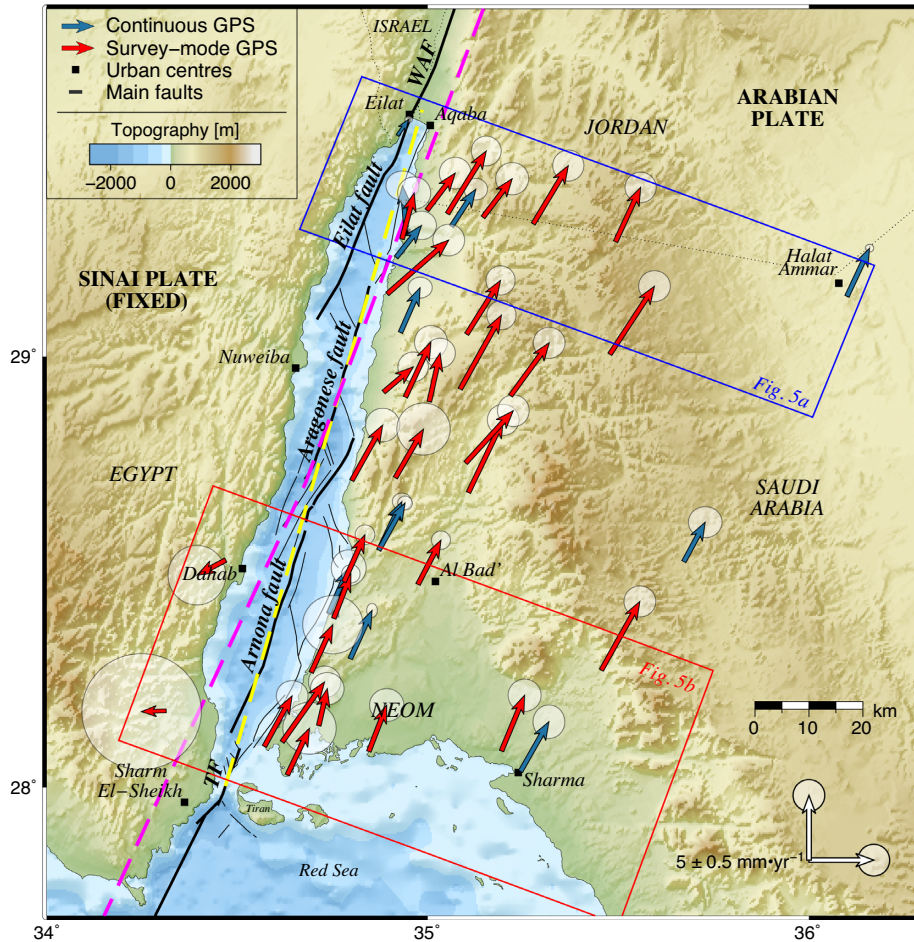 Continuous GPS
Survey−mode GPS
Urban centres
Main faults
Topography [m]
−2000 0 2000
ISRAEL
WAF
Eilat
Aqaba
JORDAN
ARABIAN
PLATE
Eilat fault
Halat
Ammar
SINAI PLATE
(FIXED)
Nuweiba
29°
Aragonese fault
Fig. 5a
EGYPT
SAUDI
ARABIA
Dahab
Al Bad’
Arnona fault
Fig. 5b
NEOM
0 10 20
km
Sharm
El−Sheikh
TF
Sharma
28°
Tiran
Red Sea
5 ± 0.5 mm·yr⁻¹
34° 35° 36°